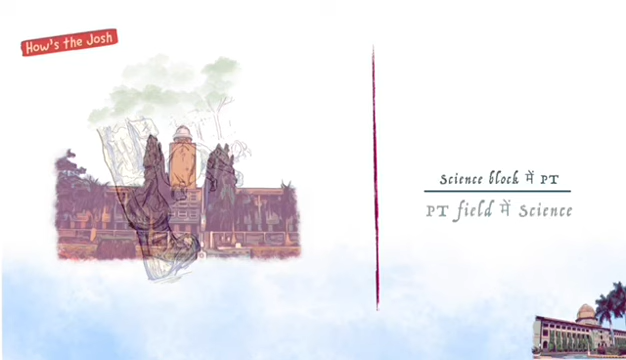 How's the Josh
Science block में PT
PT field में Science